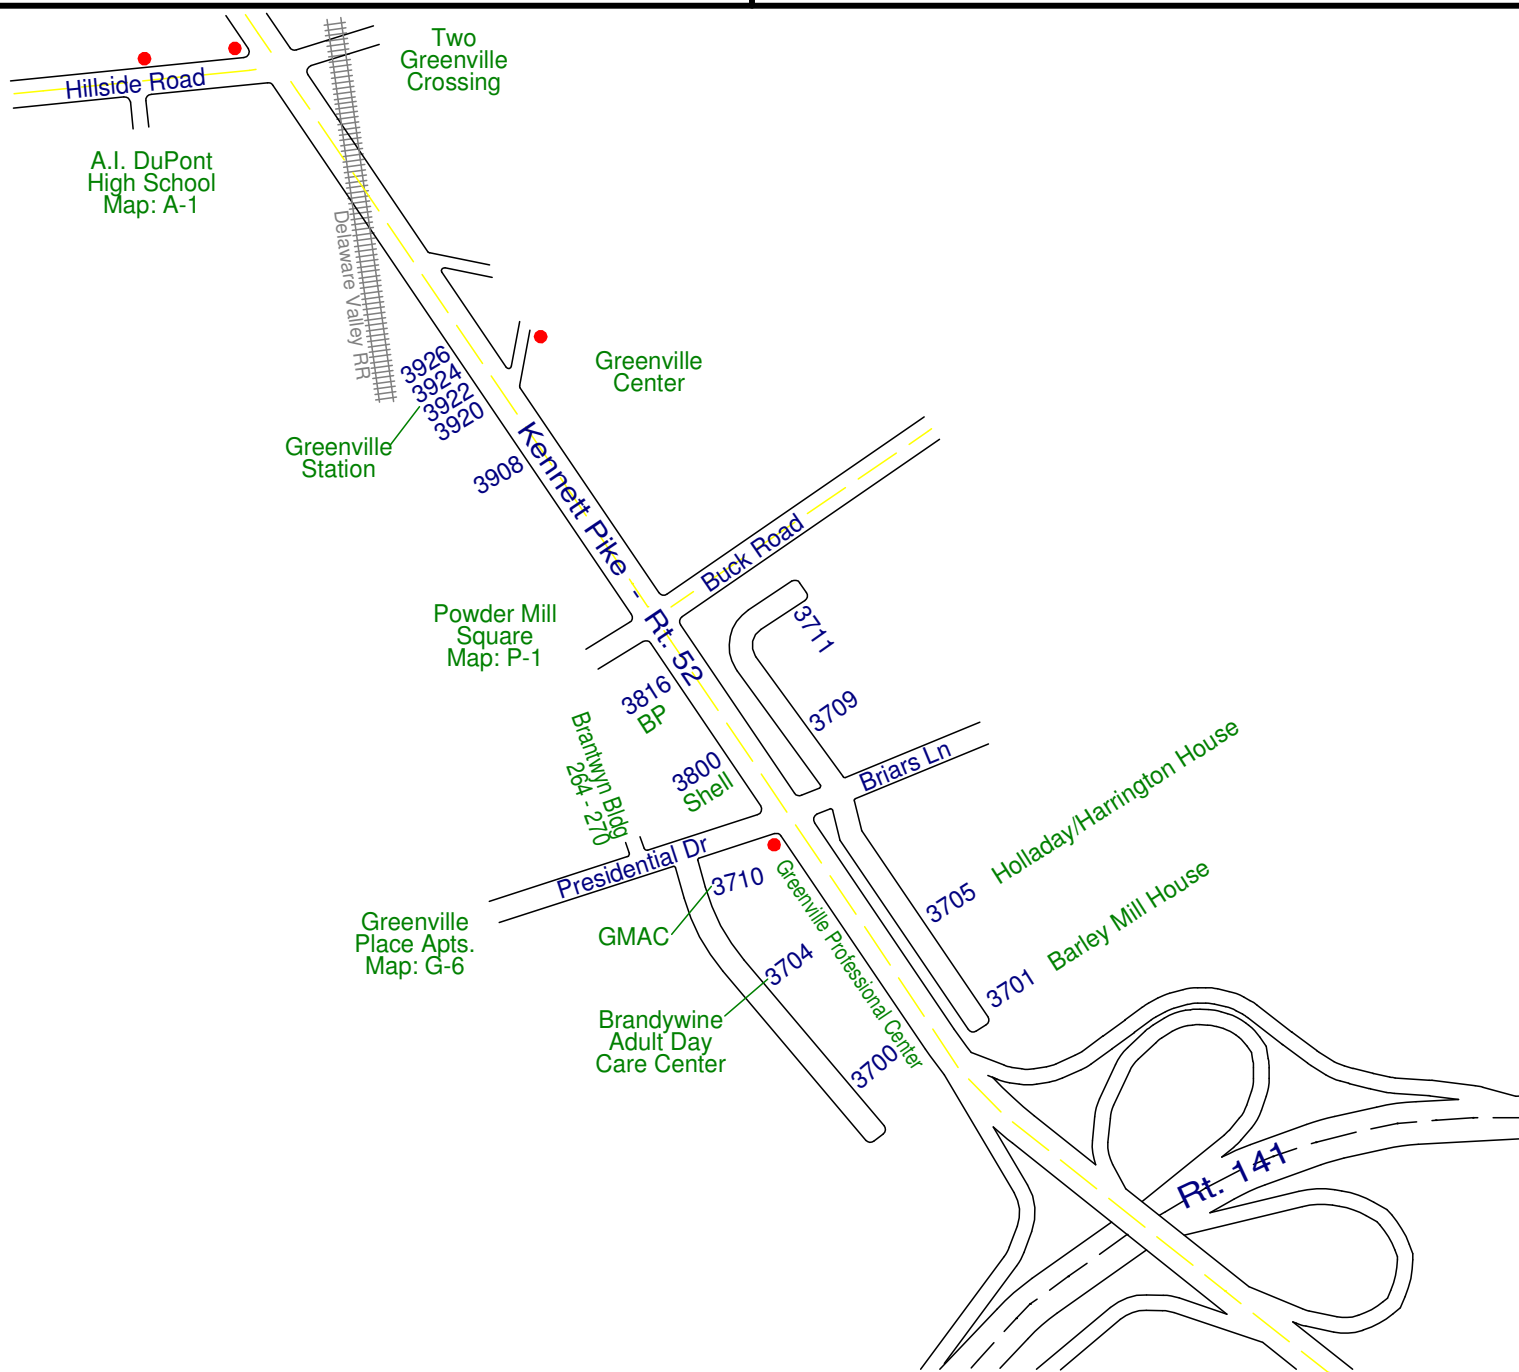 Two
Greenville
Crossing
Hillside Road
A.I. DuPont
High School
Map: A-1
Delaware Valley RR
3926
3924
3922
3920
Greenville
Station
3908
Greenville
Center
Kennett Pike - Rt. 52
Buck Road
Powder Mill
Square
Map: P-1
3711
3816
BP
3709
Brantwyn Bldg
264 - 270
3800
Shell
Briars Ln
Holladay/Harrington House
Presidential Dr
3710
Greenville Professional Center
3705
Barley Mill House
Greenville
Place Apts.
Map: G-6
GMAC
3704
3701
Brandywine
Adult Day
Care Center
3700
Rt. 141